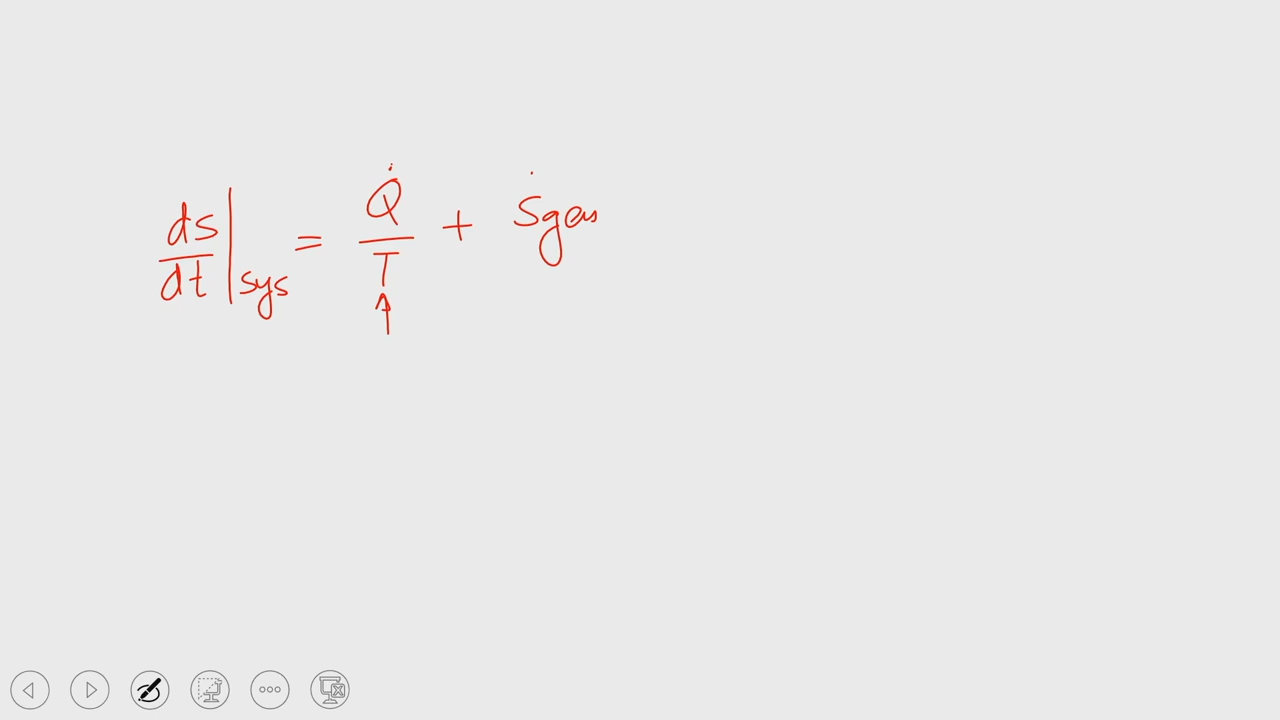 dS/dt|sys = Q̇/T + Ṡgen